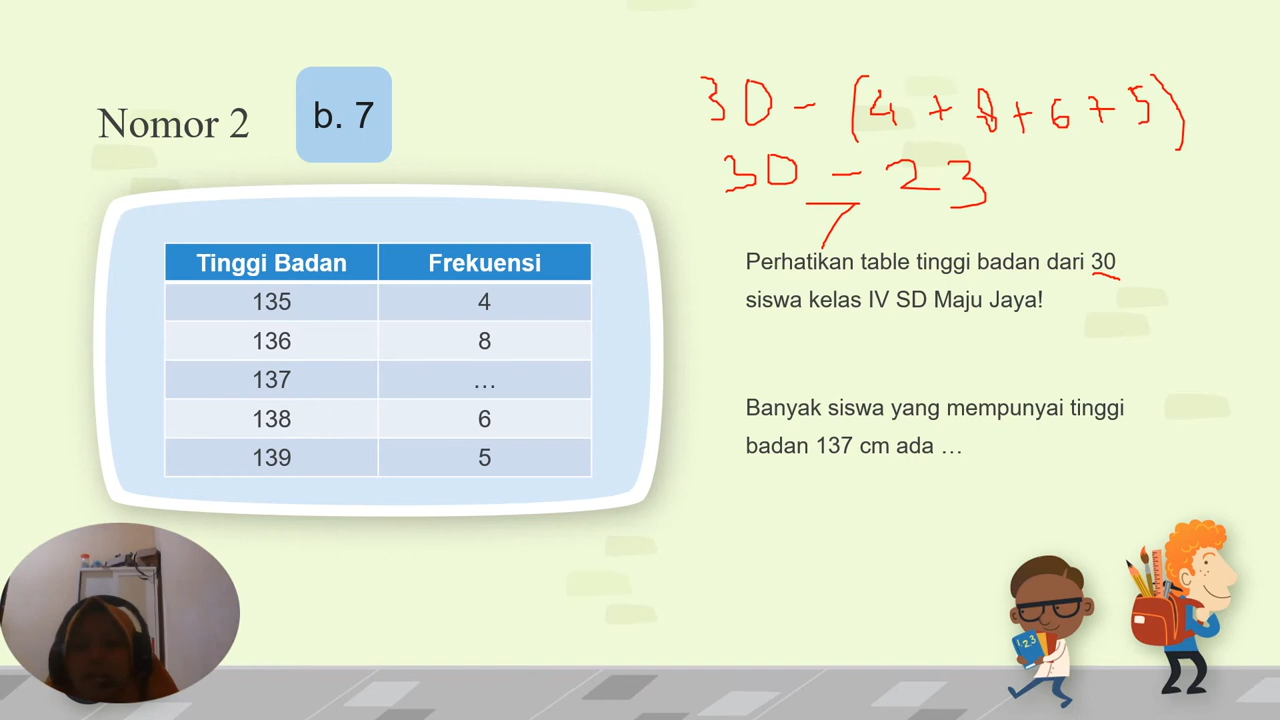 Nomor 2
b. 7
30 - (4 + 8 + 6 + 5)
30 - 23
7
Tinggi Badan Frekuensi
135 4
136 8
137 ...
138 6
139 5
Perhatikan table tinggi badan dari 30
siswa kelas IV SD Maju Jaya!
Banyak siswa yang mempunyai tinggi
badan 137 cm ada ...
123